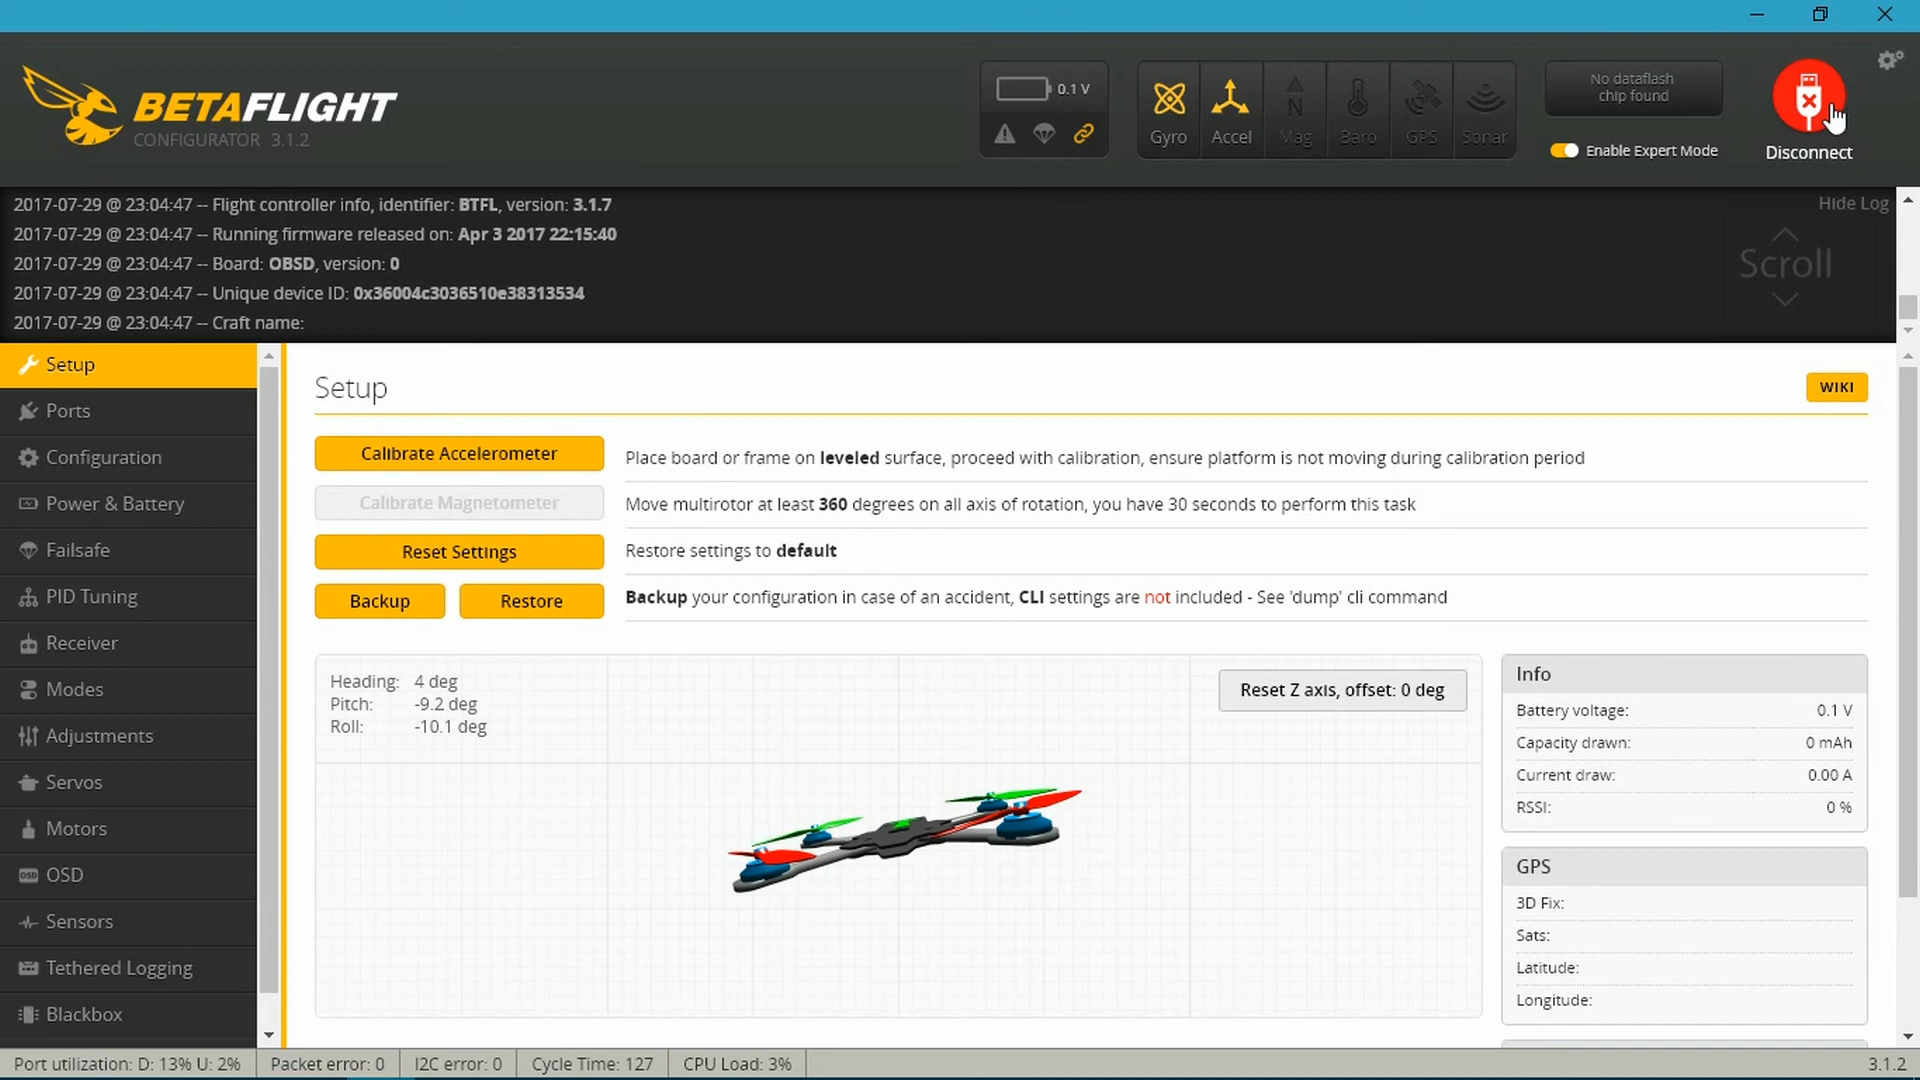 BETAFLIGHT
CONFIGURATOR 3.1.2
0.1 V
Gyro
Accel
N
Mag
Baro
GPS
Sonar
No dataflash
chip found
Enable Expert Mode
Disconnect
2017-07-29 @ 23:04:47 -- Flight controller info, identifier: BTFL, version: 3.1.7
2017-07-29 @ 23:04:47 -- Running firmware released on: Apr 3 2017 22:15:40
2017-07-29 @ 23:04:47 -- Board: OBSD, version: 0
2017-07-29 @ 23:04:47 -- Unique device ID: 0x36004c3036510e38313534
2017-07-29 @ 23:04:47 -- Craft name:
Hide Log
Scroll
Setup
Ports
Configuration
Power & Battery
Failsafe
PID Tuning
Receiver
Modes
Adjustments
Servos
Motors
OSD
OSD
Sensors
Tethered Logging
Blackbox
Setup
WIKI
Calibrate Accelerometer
Place board or frame on leveled surface, proceed with calibration, ensure platform is not moving during calibration period
Calibrate Magnetometer
Move multirotor at least 360 degrees on all axis of rotation, you have 30 seconds to perform this task
Reset Settings
Restore settings to default
Backup
Restore
Backup your configuration in case of an accident, CLI settings are not included - See 'dump' cli command
Heading: 4 deg
Pitch: -9.2 deg
Roll: -10.1 deg
Reset Z axis, offset: 0 deg
Info
Battery voltage: 0.1 V
Capacity drawn: 0 mAh
Current draw: 0.00 A
RSSI: 0 %
GPS
3D Fix:
Sats:
Latitude:
Longitude:
Port utilization: D: 13% U: 2%
Packet error: 0
I2C error: 0
Cycle Time: 127
CPU Load: 3%
3.1.2